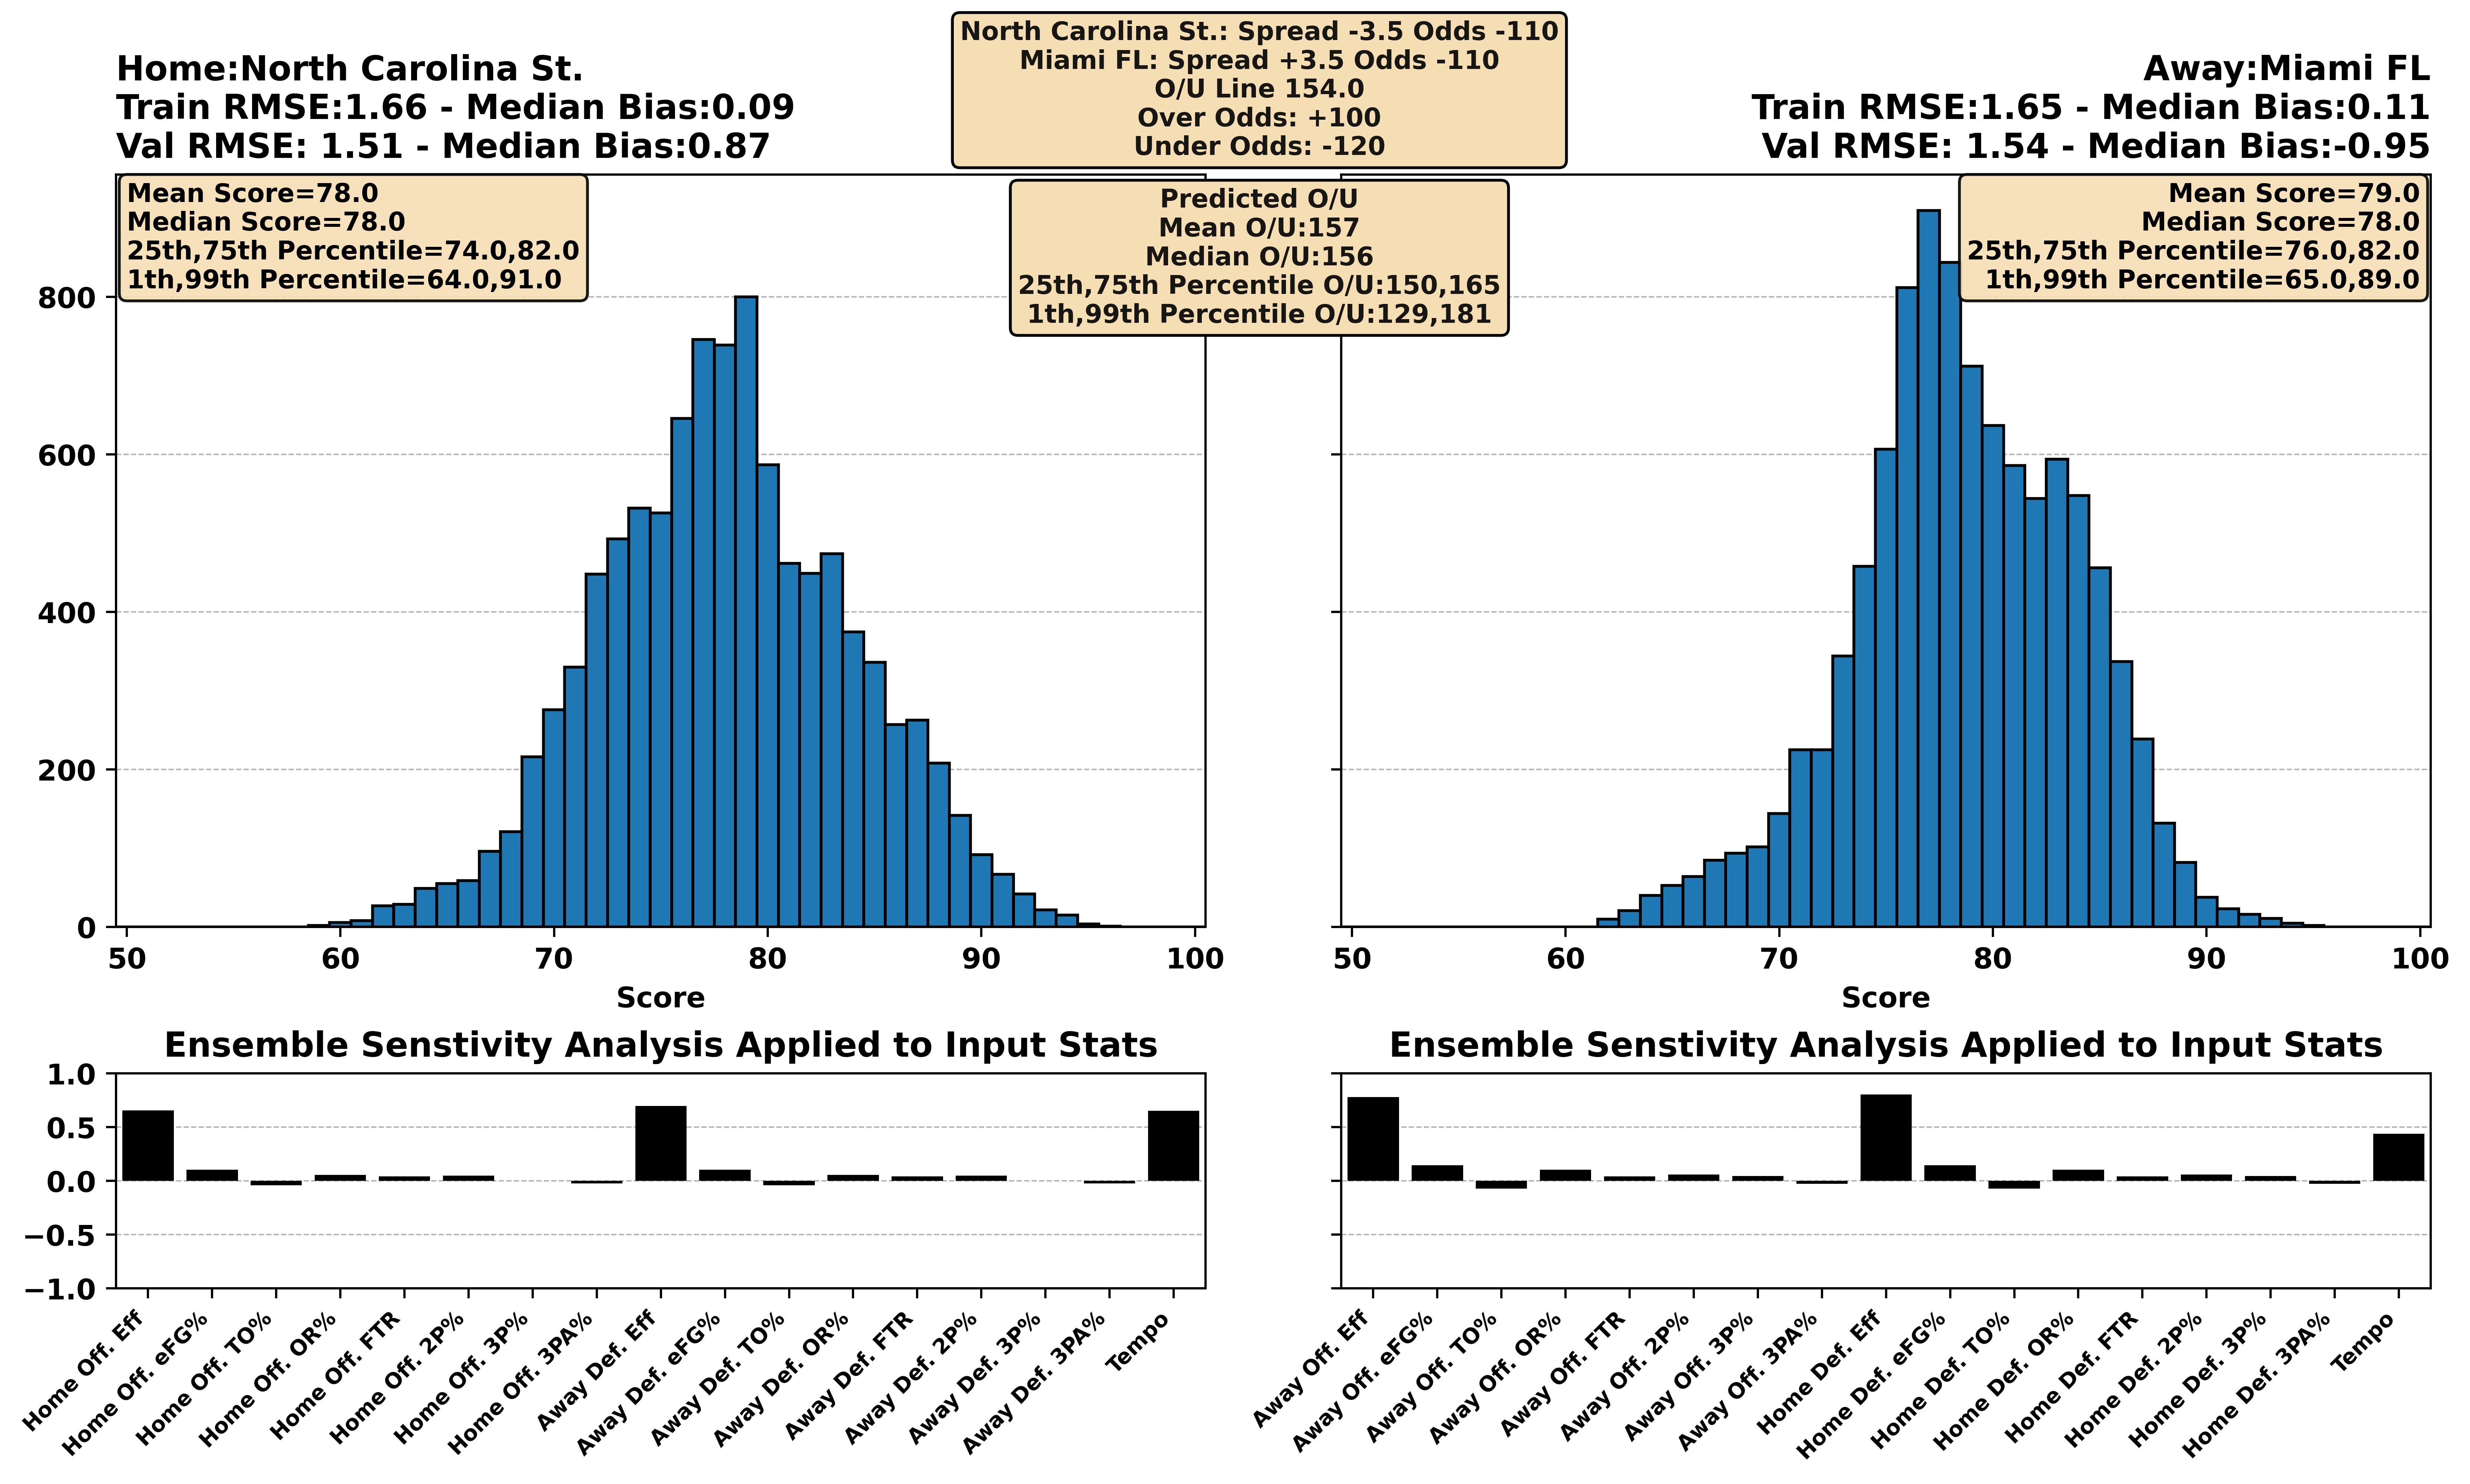 North Carolina St.: Spread -3.5 Odds -110
Miami FL: Spread +3.5 Odds -110
O/U Line 154.0
Over Odds: +100
Under Odds: -120
Home:North Carolina St.
Train RMSE:1.66 - Median Bias:0.09
Val RMSE: 1.51 - Median Bias:0.87
Away:Miami FL
Train RMSE:1.65 - Median Bias:0.11
Val RMSE: 1.54 - Median Bias:-0.95
Mean Score=78.0
Median Score=78.0
25th,75th Percentile=74.0,82.0
1th,99th Percentile=64.0,91.0
Predicted O/U
Mean O/U:157
Median O/U:156
25th,75th Percentile O/U:150,165
1th,99th Percentile O/U:129,181
Mean Score=79.0
Median Score=78.0
25th,75th Percentile=76.0,82.0
1th,99th Percentile=65.0,89.0
800
600
400
200
0
50 60 70 80 90 100
Score
50 60 70 80 90 100
Score
Ensemble Senstivity Analysis Applied to Input Stats
1.0
0.5
0.0
−0.5
−1.0
Home Off. Eff
Home Off. eFG%
Home Off. TO%
Home Off. OR%
Home Off. FTR
Home Off. 2P%
Home Off. 3P%
Home Off. 3PA%
Away Def. Eff
Away Def. eFG%
Away Def. TO%
Away Def. OR%
Away Def. FTR
Away Def. 2P%
Away Def. 3P%
Away Def. 3PA%
Tempo
Ensemble Senstivity Analysis Applied to Input Stats
Away Off. Eff
Away Off. eFG%
Away Off. TO%
Away Off. OR%
Away Off. FTR
Away Off. 2P%
Away Off. 3P%
Away Off. 3PA%
Home Def. Eff
Home Def. eFG%
Home Def. TO%
Home Def. OR%
Home Def. FTR
Home Def. 2P%
Home Def. 3P%
Home Def. 3PA%
Tempo